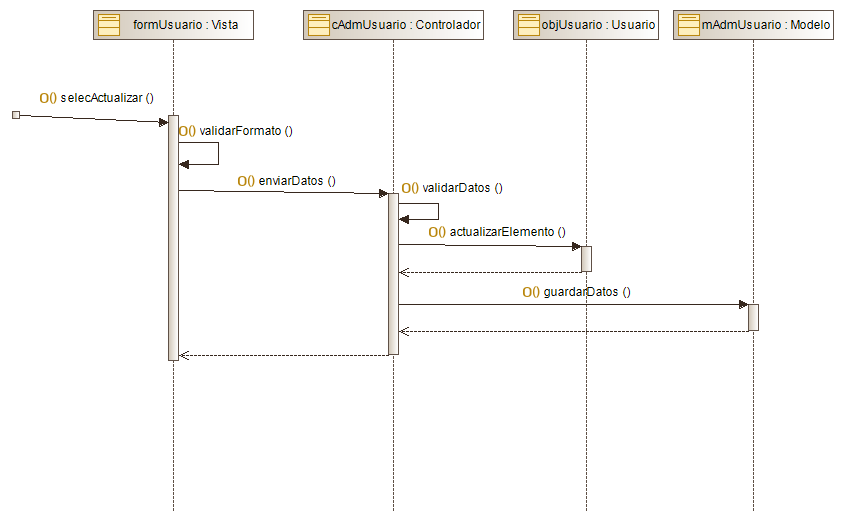 formUsuario : Vista
cAdmUsuario : Controlador
objUsuario : Usuario
mAdmUsuario : Modelo
O() selecActualizar ()
O() validarFormato ()
O() enviarDatos ()
O() validarDatos ()
O() actualizarElemento ()
O() guardarDatos ()